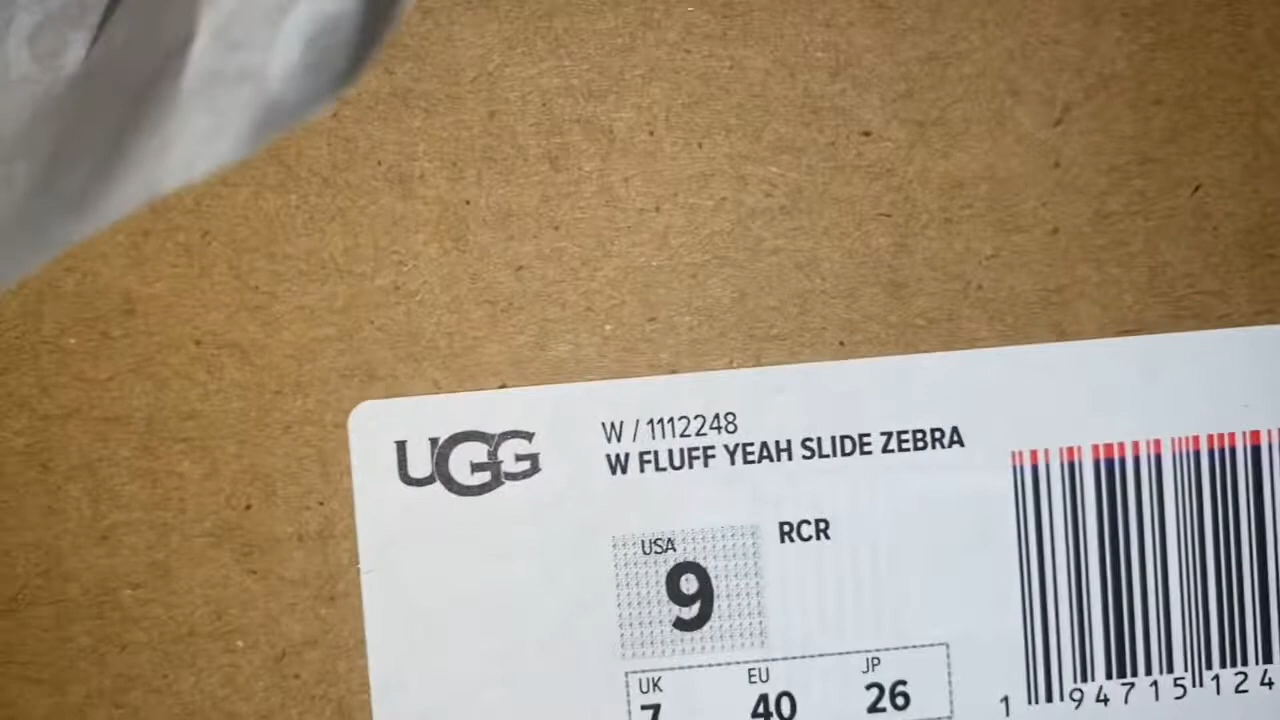 UGG
W / 1112248
W FLUFF YEAH SLIDE ZEBRA
USA
9
RCR
UK EU JP
7 40 26
1 94715 124